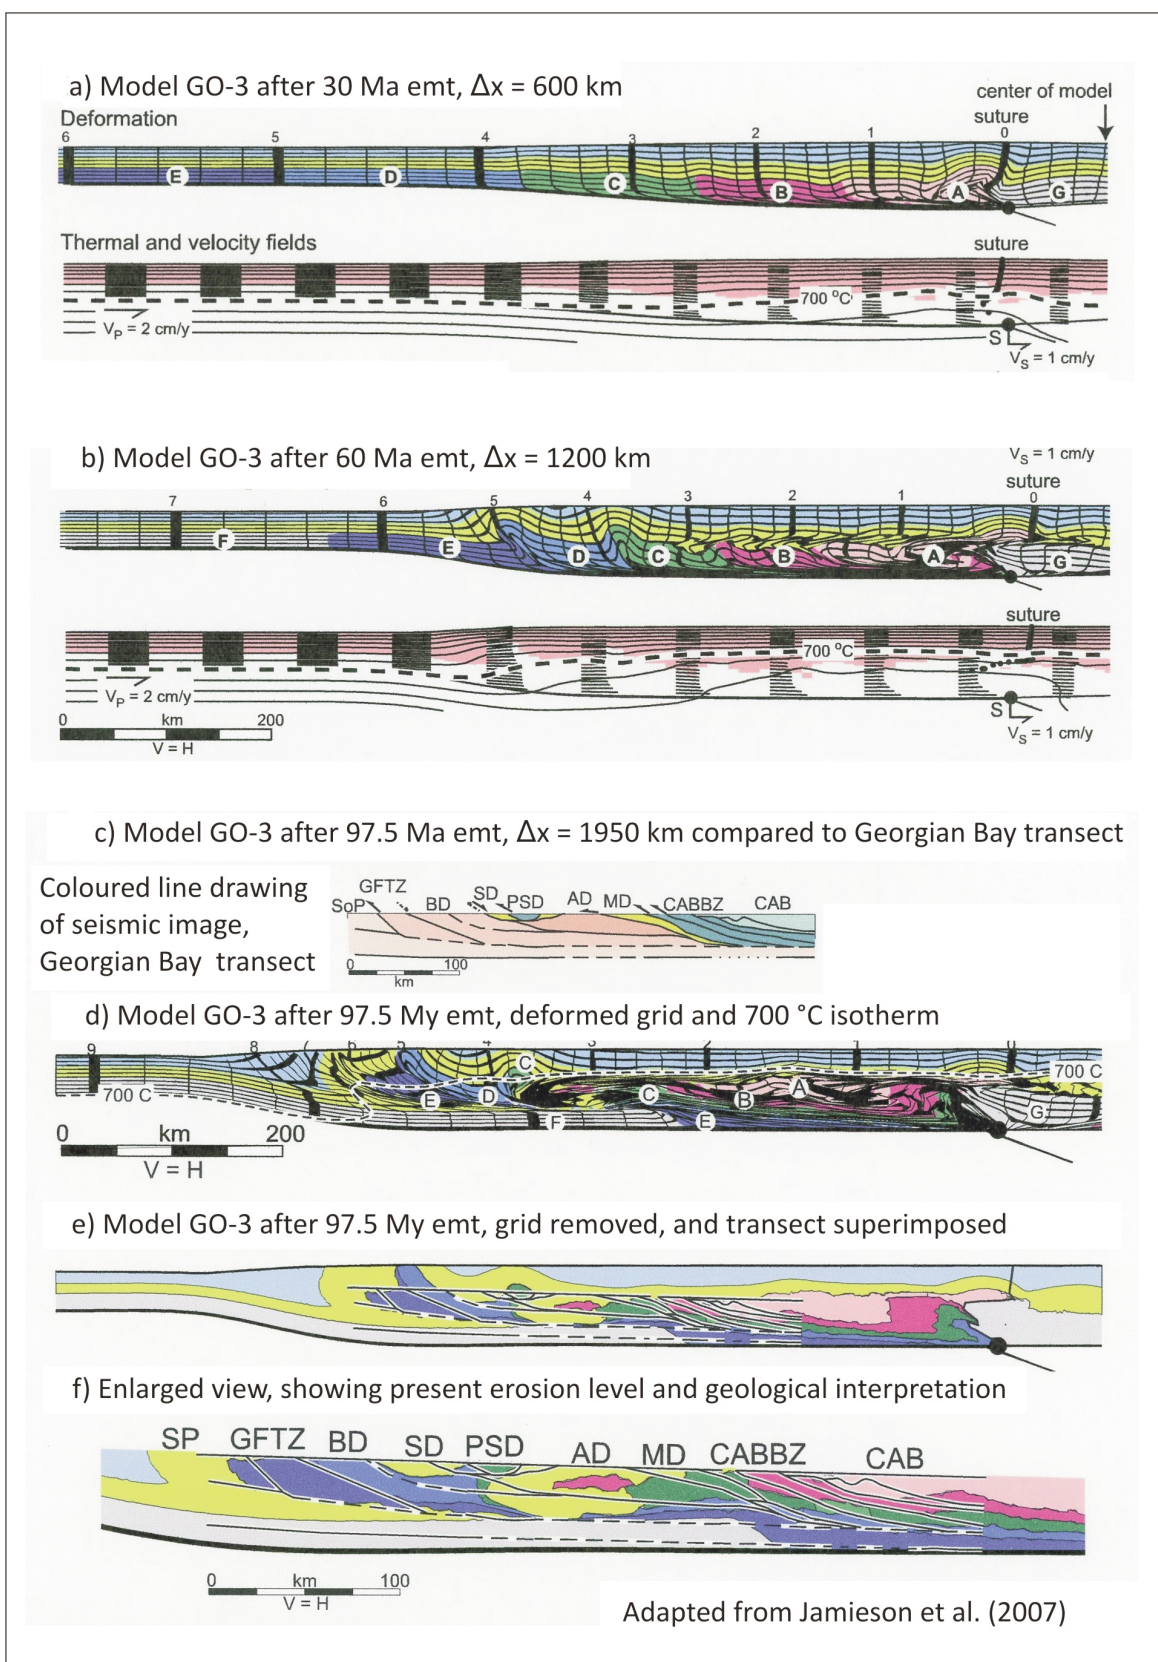 a) Model GO-3 after 30 Ma emt, Δx = 600 km
center of model
Deformation
suture
6 5 4 3 2 1 0
E D C B A G
Thermal and velocity fields
suture
700 °C
VP = 2 cm/y
S
VS = 1 cm/y
b) Model GO-3 after 60 Ma emt, Δx = 1200 km
VS = 1 cm/y
suture
7 6 5 4 3 2 1 0
F E D C B A G
suture
700 °C
VP = 2 cm/y
S
VS = 1 cm/y
0 km 200
V = H
c) Model GO-3 after 97.5 Ma emt, Δx = 1950 km compared to Georgian Bay transect
Coloured line drawing
of seismic image,
Georgian Bay transect
SoP GFTZ BD SD PSD AD MD CABBZ CAB
0 100
km
d) Model GO-3 after 97.5 My emt, deformed grid and 700 °C isotherm
9 8 7 6 5 4 3 2 1 0
C
700 C
700 C
E D C B A
F E G
0 km 200
V = H
e) Model GO-3 after 97.5 My emt, grid removed, and transect superimposed
f) Enlarged view, showing present erosion level and geological interpretation
SP GFTZ BD SD PSD AD MD CABBZ CAB
0 km 100
V = H
Adapted from Jamieson et al. (2007)